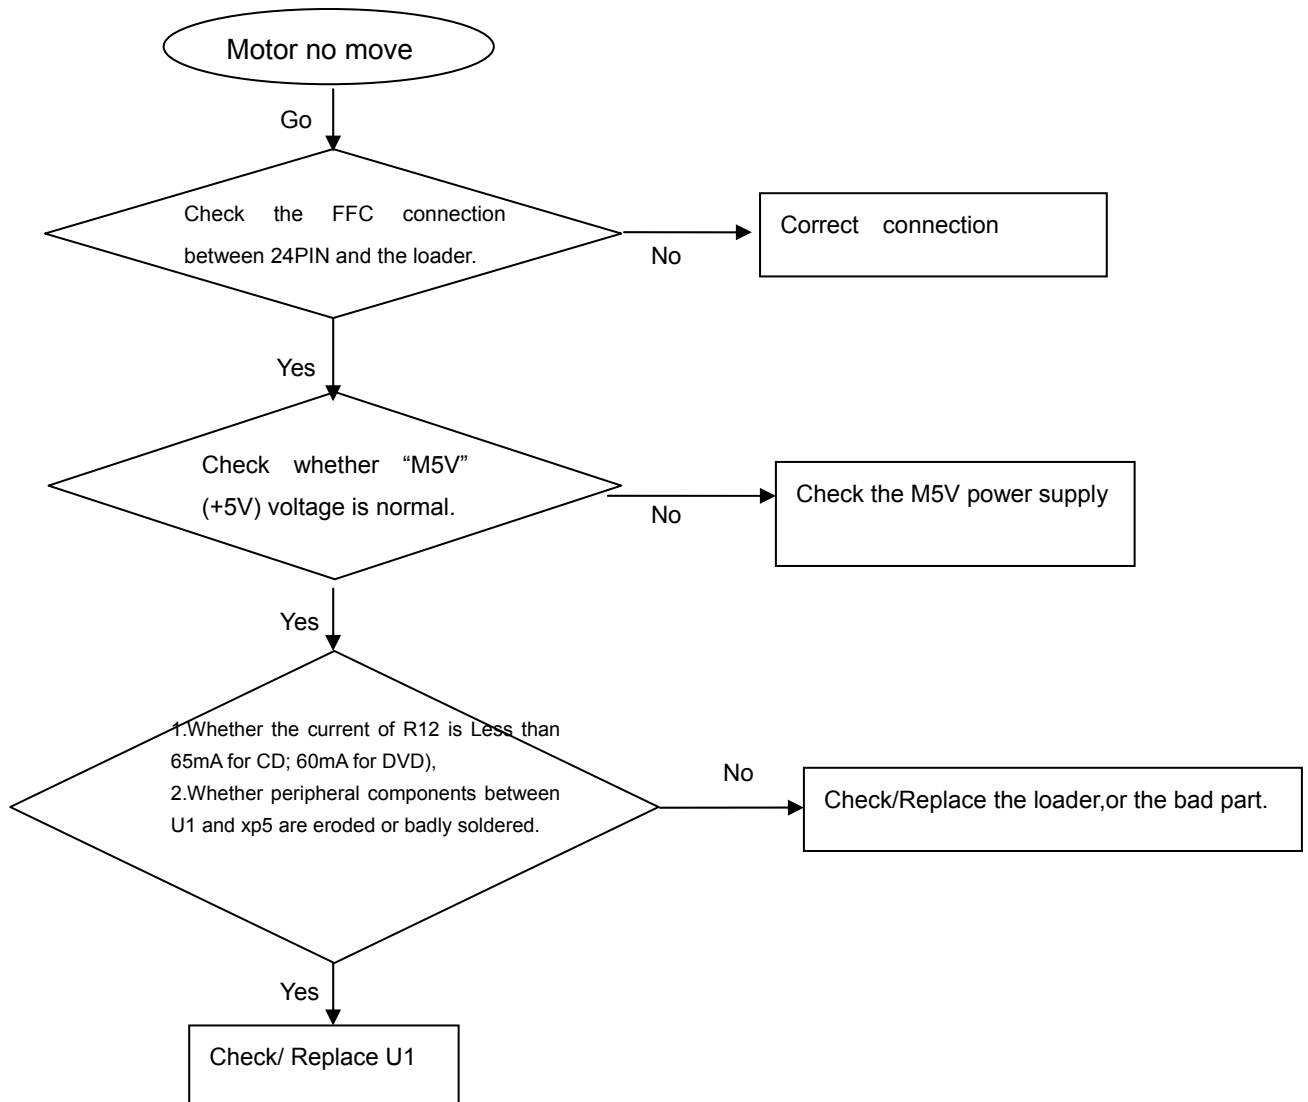 Motor no move
Go
Check the FFC connection
between 24PIN and the loader.
No
Correct connection
Yes
Check whether “M5V”
(+5V) voltage is normal.
No
Check the M5V power supply
Yes
1.Whether the current of R12 is Less than
65mA for CD; 60mA for DVD),
2.Whether peripheral components between
U1 and xp5 are eroded or badly soldered.
No
Check/Replace the loader,or the bad part.
Yes
Check/ Replace U1